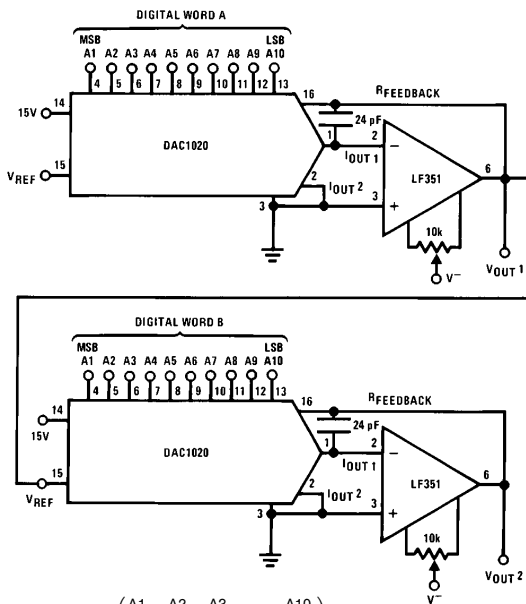 DIGITAL WORD A
MSB LSB
A1 A2 A3 A4 A5 A6 A7 A8 A9 A10
4 5 6 7 8 9 10 11 12 13
16 RFEEDBACK
14
15V
24 pF
DAC1020
1 IOUT 1
2 − 6
LF351
15
VREF
2
IOUT 2
3
3 +
10k
V−
VOUT 1
DIGITAL WORD B
MSB LSB
A1 A2 A3 A4 A5 A6 A7 A8 A9 A10
4 5 6 7 8 9 10 11 12 13
16 RFEEDBACK
14
15V
24 pF
DAC1020
1 IOUT 1
2 − 6
LF351
15
VREF
2
IOUT 2
3
3 +
10k
V−
VOUT 2
(A1 A2 A3 A10)